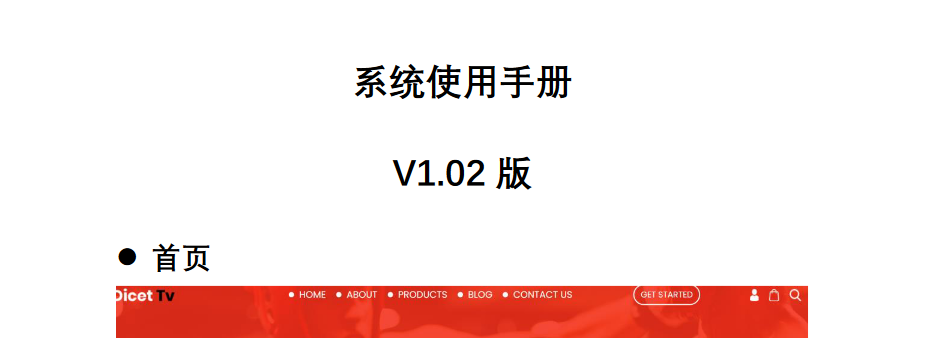 系统使用手册
V1.02 版
● 首页
Dicet Tv ● HOME ● ABOUT ● PRODUCTS ● BLOG ● CONTACT US GET STARTED